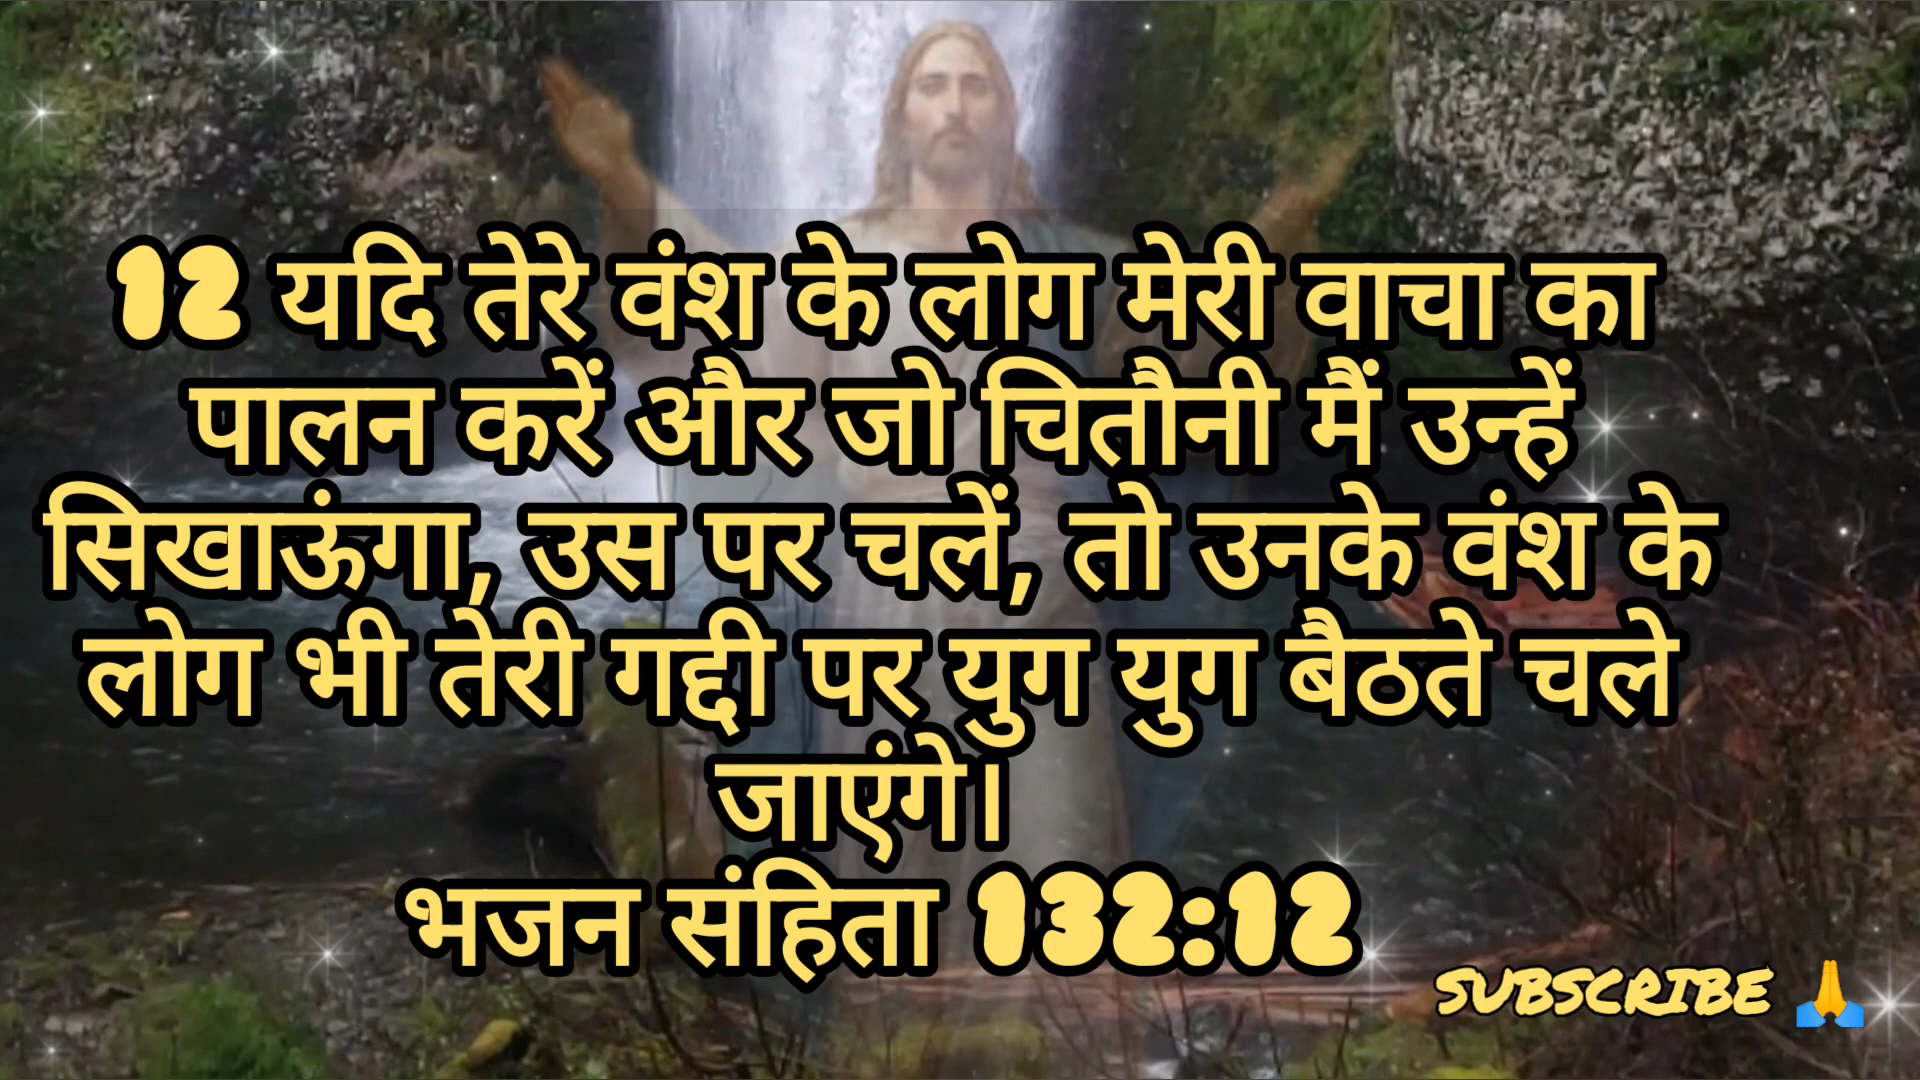 12 यदि तेरे वंश के लोग मेरी वाचा का
पालन करें और जो चितौनी मैं उन्हें
सिखाऊंगा, उस पर चलें, तो उनके वंश के
लोग भी तेरी गद्दी पर युग युग बैठते चले
जाएंगे।
भजन संहिता 132:12
SUBSCRIBE 🙏